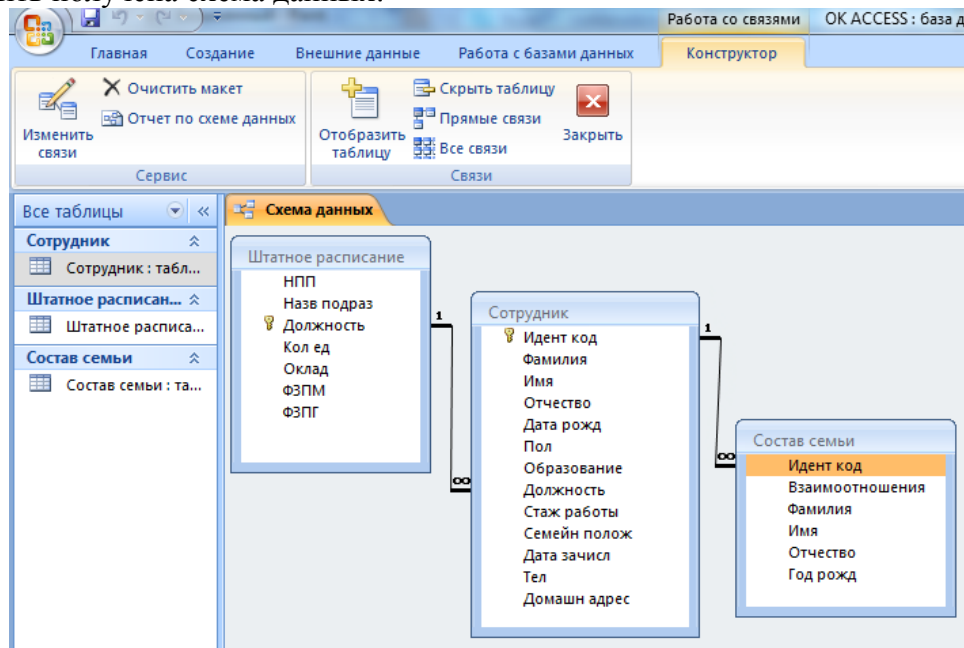 получена схема данных.
Работа со связями
OK ACCESS : база д
Главная
Создание
Внешние данные
Работа с базами данных
Конструктор
Изменить связи
Очистить макет
Отчет по схеме данных
Сервис
Отобразить таблицу
Скрыть таблицу
Прямые связи
Все связи
Закрыть
Связи
Все таблицы
Сотрудник
Сотрудник : табл...
Штатное расписан...
Штатное расписа...
Состав семьи
Состав семьи : та...
Схема данных
Штатное расписание
НПП
Назв подраз
Должность
Кол ед
Оклад
ФЗПМ
ФЗПГ
1
∞
Сотрудник
Идент код
Фамилия
Имя
Отчество
Дата рожд
Пол
Образование
Должность
Стаж работы
Семейн полож
Дата зачисл
Тел
Домашн адрес
1
∞
Состав семьи
Идент код
Взаимоотношения
Фамилия
Имя
Отчество
Год рожд